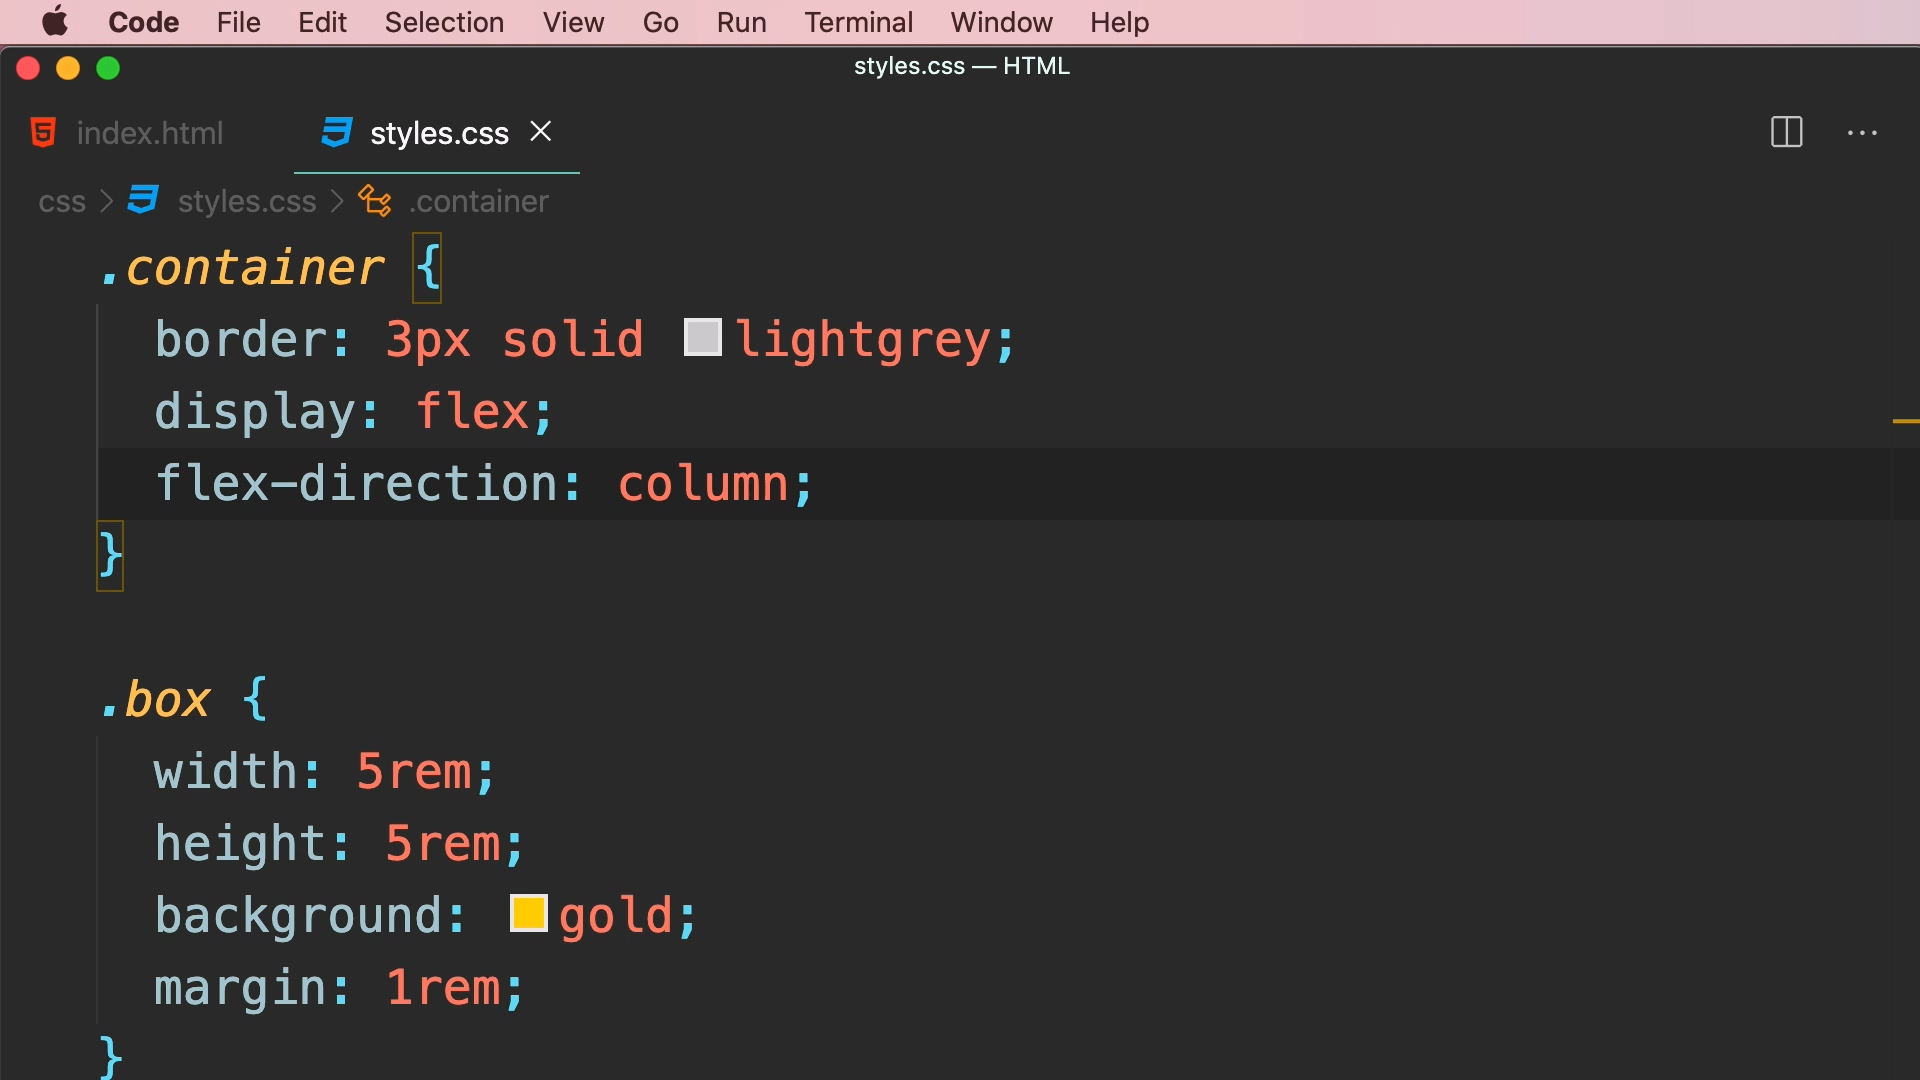 Code File Edit Selection View Go Run Terminal Window Help
styles.css — HTML
index.html styles.css
css > styles.css > .container
.container {
border: 3px solid lightgrey;
display: flex;
flex-direction: column;
}
.box {
width: 5rem;
height: 5rem;
background: gold;
margin: 1rem;
}